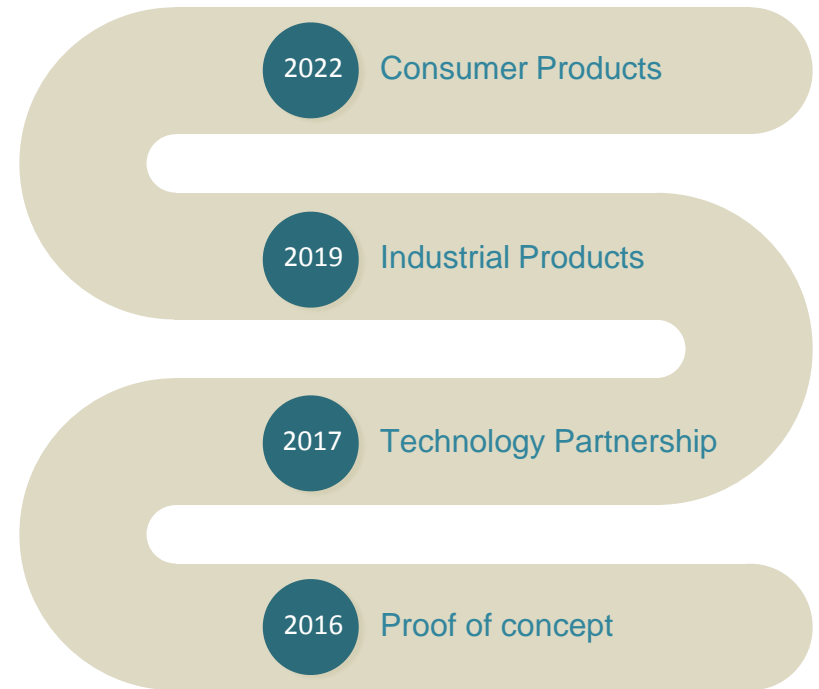 2022 Consumer Products
2019 Industrial Products
2017 Technology Partnership
2016 Proof of concept